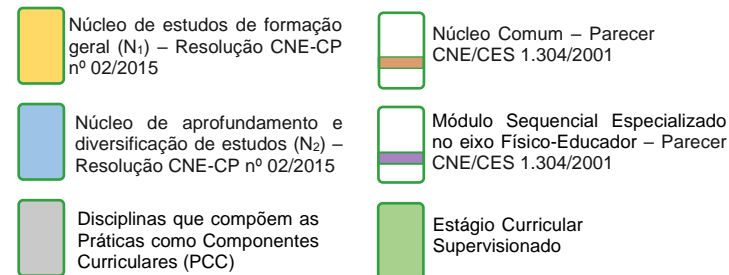 Núcleo de estudos de formação
geral (N₁) – Resolução CNE-CP
nº 02/2015
Núcleo de aprofundamento e
diversificação de estudos (N₂) –
Resolução CNE-CP nº 02/2015
Disciplinas que compõem as
Práticas como Componentes
Curriculares (PCC)
Núcleo Comum – Parecer
CNE/CES 1.304/2001
Módulo Sequencial Especializado
no eixo Físico-Educador – Parecer
CNE/CES 1.304/2001
Estágio Curricular
Supervisionado